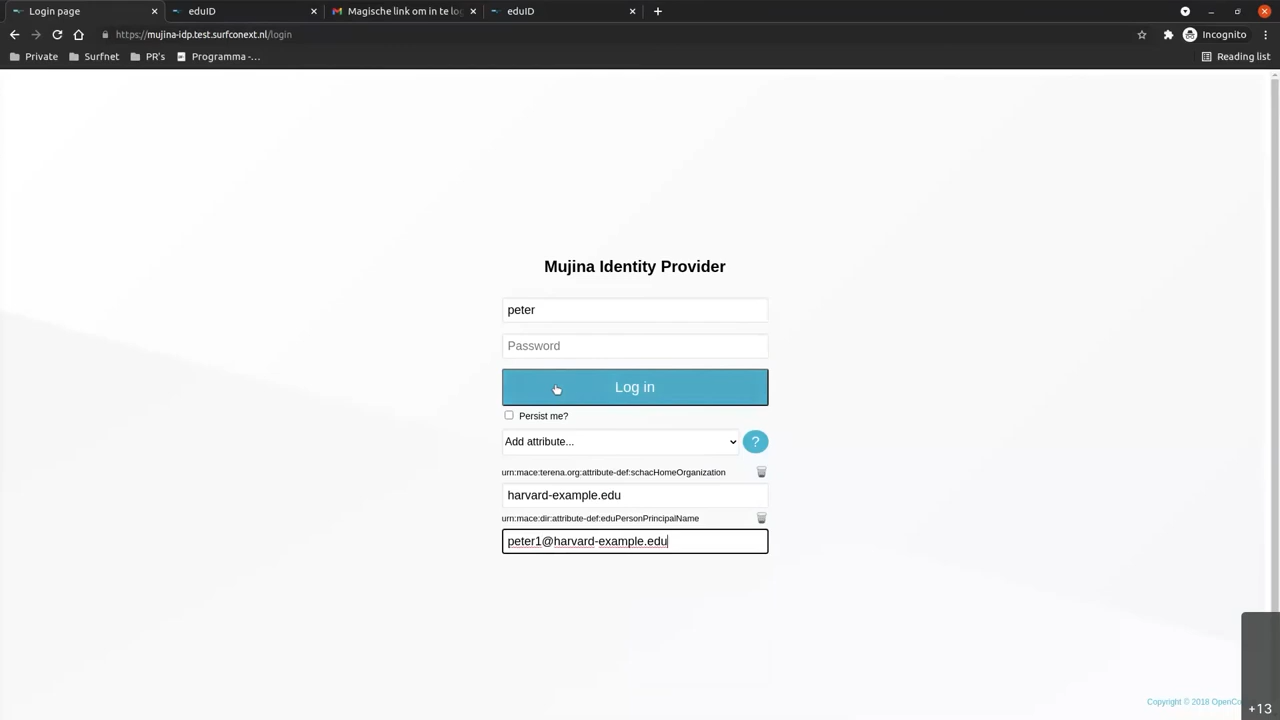 Login page
eduID
Magische link om in te lo
eduID
https://mujina-idp.test.surfconext.nl/login
Incognito
Private
Surfnet
PR's
Programma -...
Reading list
Mujina Identity Provider
peter
Password
Log in
Persist me?
Add attribute...
?
urn:mace:terena.org:attribute-def:schacHomeOrganization
harvard-example.edu
urn:mace:dir:attribute-def:eduPersonPrincipalName
peter1@harvard-example.edu
Copyright © 2018 OpenCo
+13